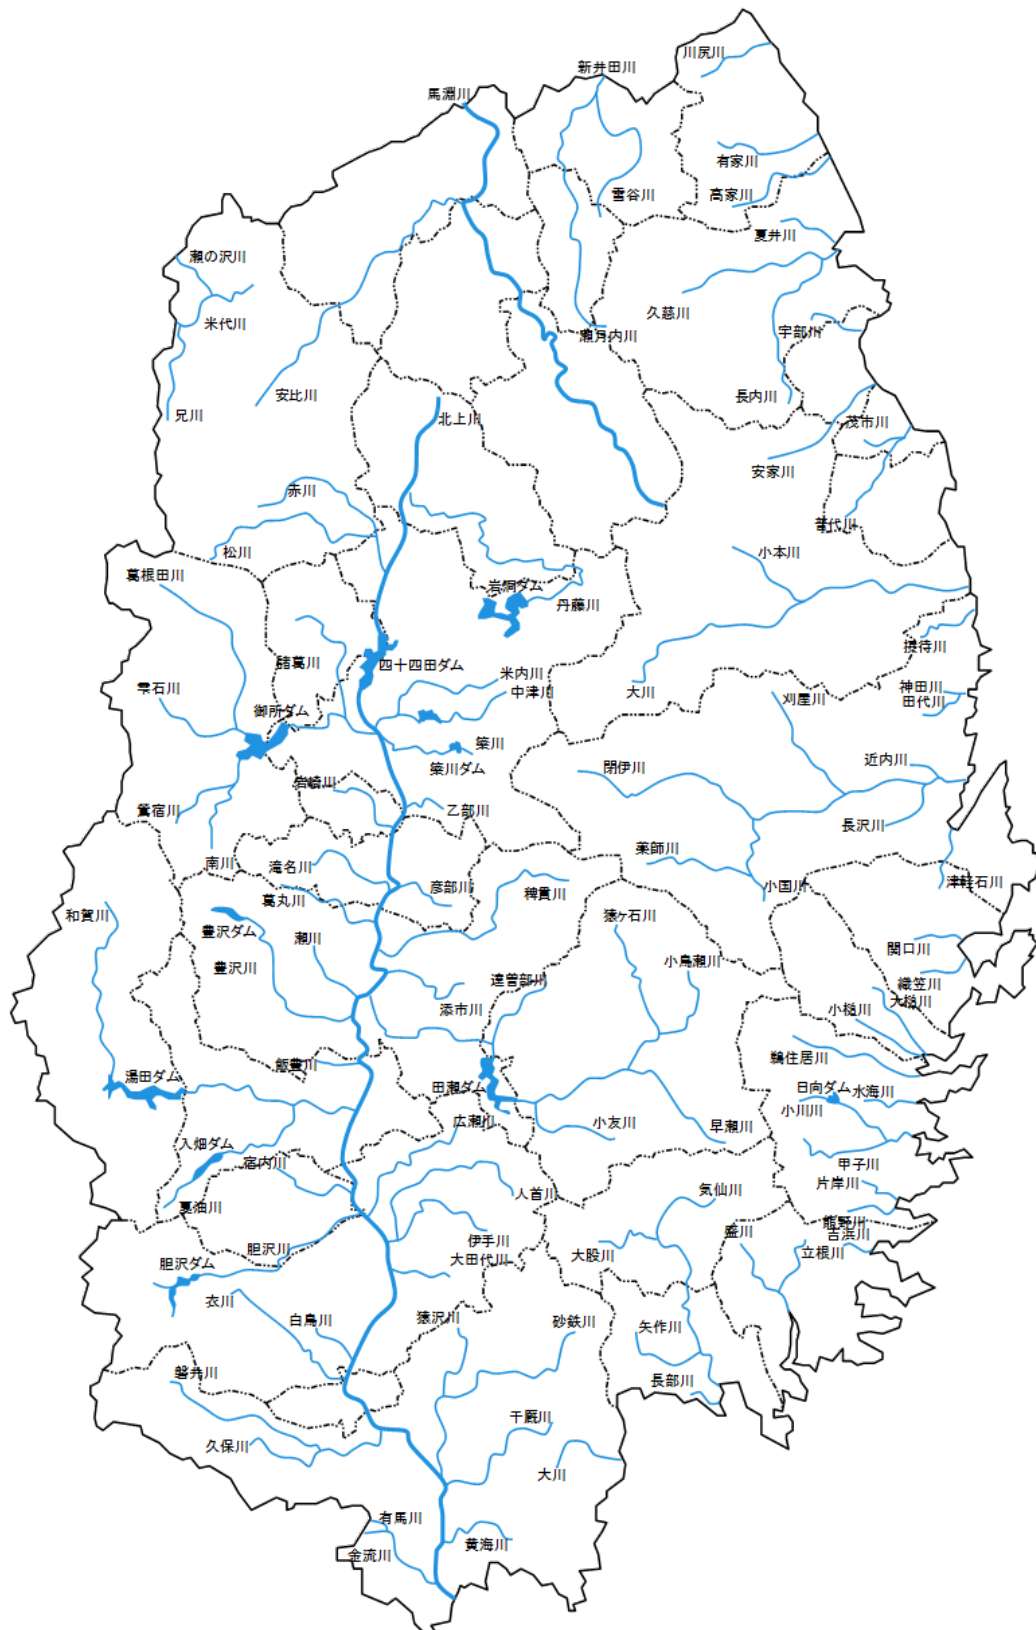 川尻川
新井田川
馬淵川
有家川
高家川
雪谷川
夏井川
瀬の沢川
久慈川
米代川
宇部川
瀬月内川
安比川
長内川
兄川
北上川
茂市川
安家川
赤川
普代川
松川
小本川
葛根田川
岩洞ダム
丹藤川
接待川
諸葛川
四十四田ダム
米内川
中津川
大川
刈屋川
神田川
田代川
雫石川
御所ダム
簗川
簗川ダム
閉伊川
近内川
岩崎川
乙部川
鶯宿川
長沢川
薬師川
南川
滝名川
彦部川
稗貫川
小国川
津軽石川
葛丸川
和賀川
猿ヶ石川
豊沢ダム
瀬川
関口川
豊沢川
小烏瀬川
達曽部川
織笠川
大槌川
添市川
小槌川
鵜住居川
飯豊川
湯田ダム
田瀬ダム
日向ダム
水海川
小川川
広瀬川
小友川
早瀬川
入畑ダム
宿内川
甲子川
片岸川
人首川
気仙川
夏油川
熊野川
吉浜川
盛川
伊手川
胆沢川
大股川
立根川
大田代川
胆沢ダム
衣川
白鳥川
猿沢川
砂鉄川
矢作川
磐井川
長部川
千厩川
久保川
大川
有馬川
黄海川
金流川